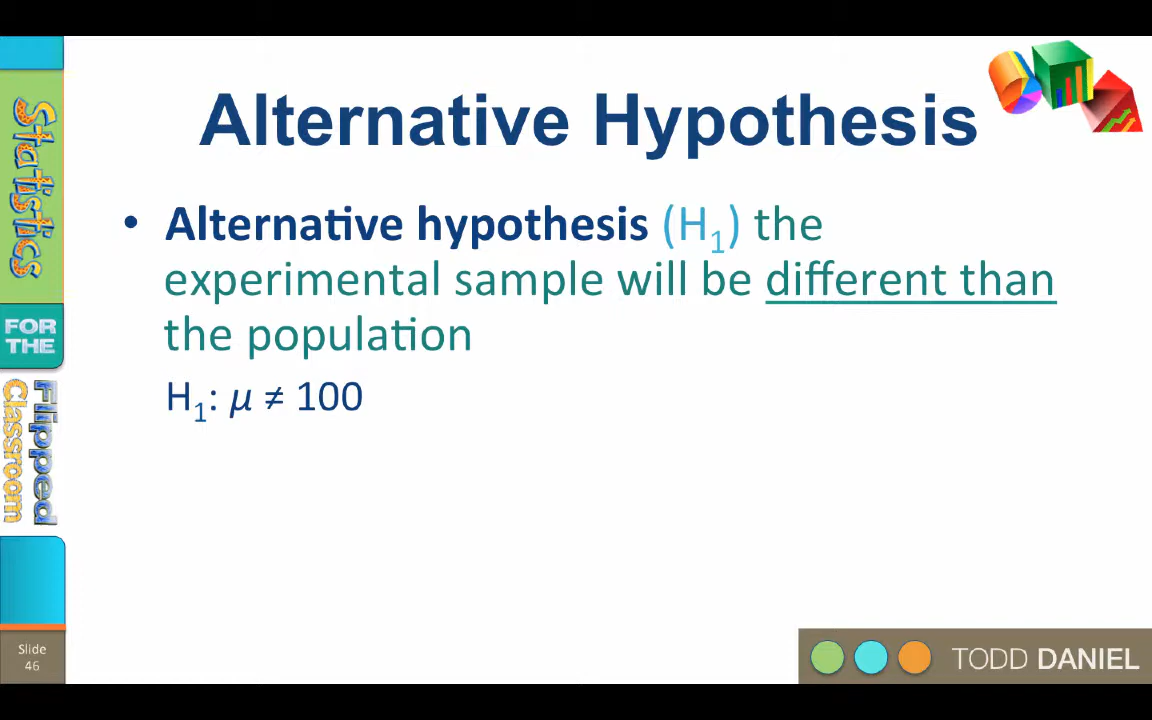 Statistics
FOR
THE
Flipped
Classroom
Alternative Hypothesis
• Alternative hypothesis (H₁) the
experimental sample will be different than
the population
H₁: μ ≠ 100
Slide
46
TODD DANIEL